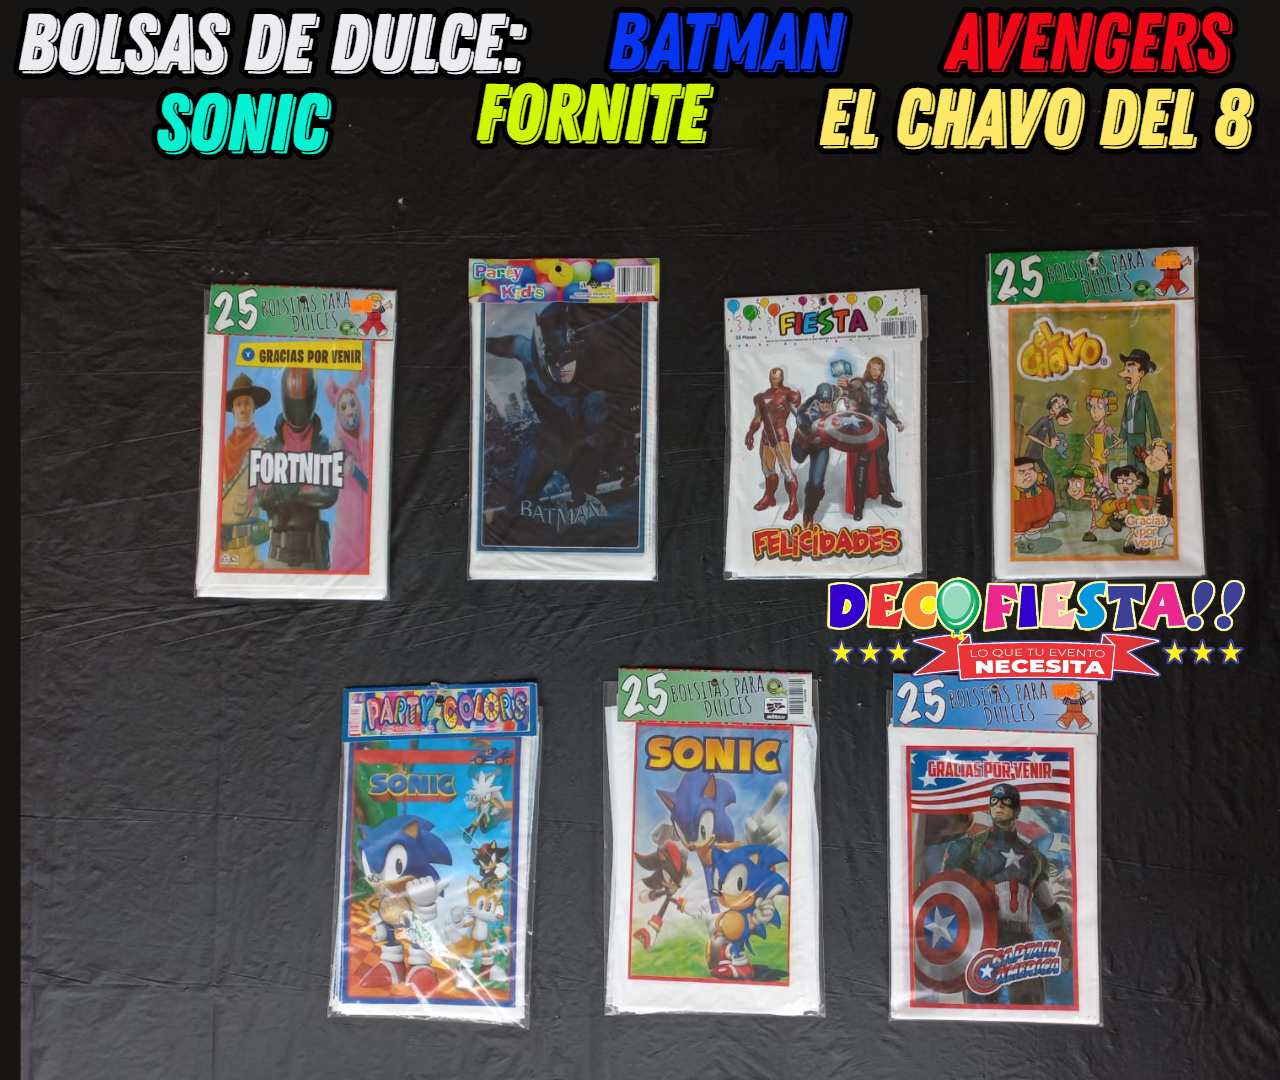 BOLSAS DE DULCE: BATMAN AVENGERS
SONIC FORNITE EL CHAVO DEL 8
25 BOLSITAS PARA
DULCES
GRACIAS POR VENIR
FORTNITE
Party
Kid's
BATMAN
FIESTA
25 Piezas
FELICIDADES
25 BOLSITAS PARA
DULCES
EL
CHAVO
Gracias
por
venir
DECOFIESTA!!
LO QUE TU EVENTO
NECESITA
PARTY COLORS
SONIC
25 BOLSITAS PARA
DULCES
SONIC
25 BOLSITAS PARA
DULCES
GRACIAS POR VENIR
CAPTAIN
AMERICA